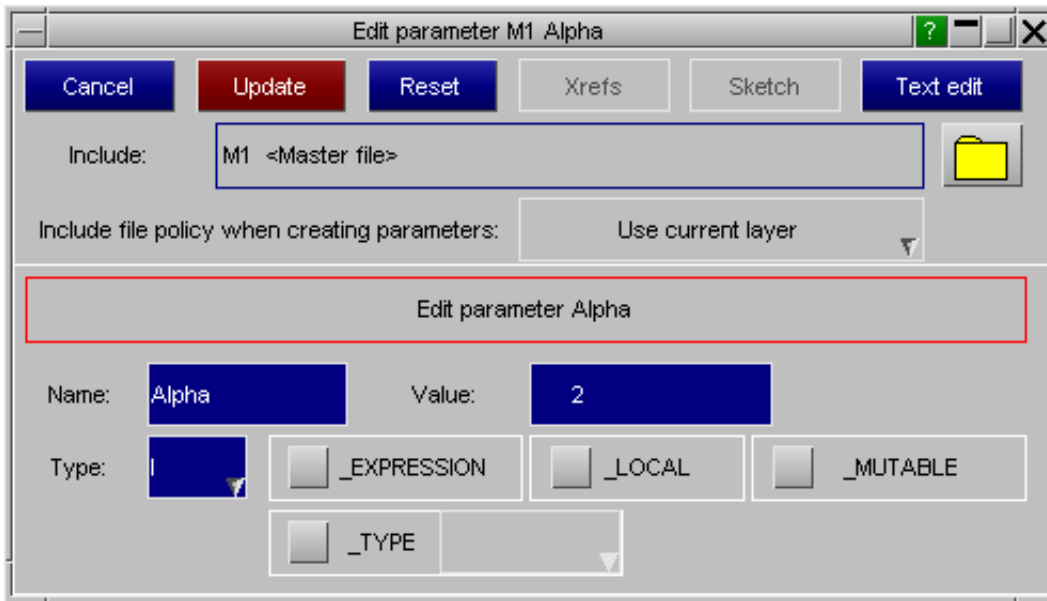 Edit parameter M1 Alpha ?
Cancel Update Reset Xrefs Sketch Text edit
Include: M1 <Master file>
Include file policy when creating parameters: Use current layer
Edit parameter Alpha
Name: Alpha Value: 2
Type: I _EXPRESSION _LOCAL _MUTABLE
_TYPE